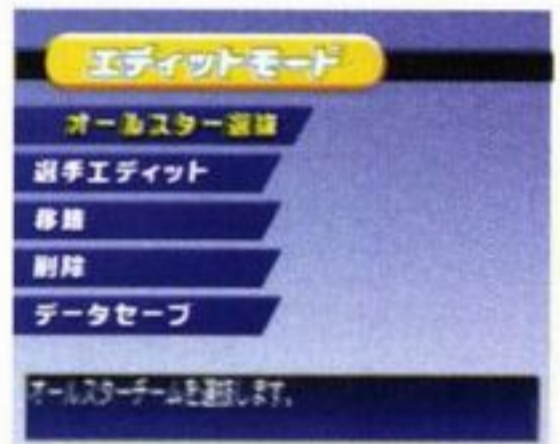 エディットモード
オールスター選抜
選手エディット
移籍
削除
データセーブ
オールスターチームを選抜します。